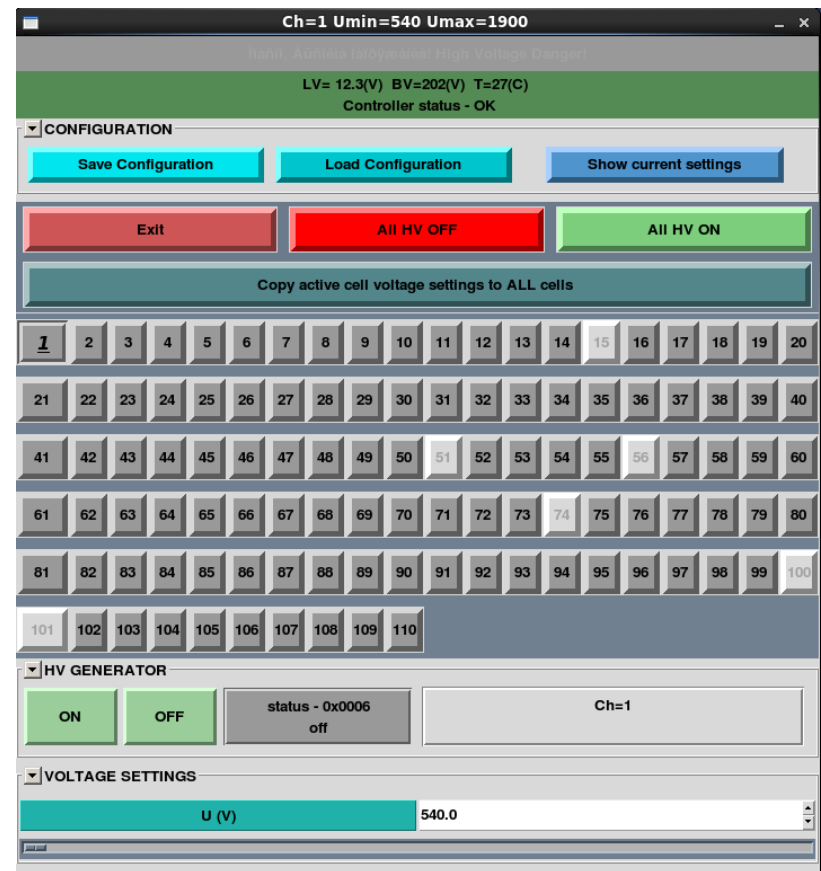 Ch=1 Umin=540 Umax=1900
High Voltage Danger!
LV= 12.3(V) BV=202(V) T=27(C)
Controller status - OK
CONFIGURATION
Save Configuration Load Configuration Show current settings
Exit All HV OFF All HV ON
Copy active cell voltage settings to ALL cells
1 2 3 4 5 6 7 8 9 10 11 12 13 14 15 16 17 18 19 20
21 22 23 24 25 26 27 28 29 30 31 32 33 34 35 36 37 38 39 40
41 42 43 44 45 46 47 48 49 50 51 52 53 54 55 56 57 58 59 60
61 62 63 64 65 66 67 68 69 70 71 72 73 74 75 76 77 78 79 80
81 82 83 84 85 86 87 88 89 90 91 92 93 94 95 96 97 98 99 100
101 102 103 104 105 106 107 108 109 110
HV GENERATOR
ON OFF status - 0x0006 Ch=1
off
VOLTAGE SETTINGS
U (V) 540.0